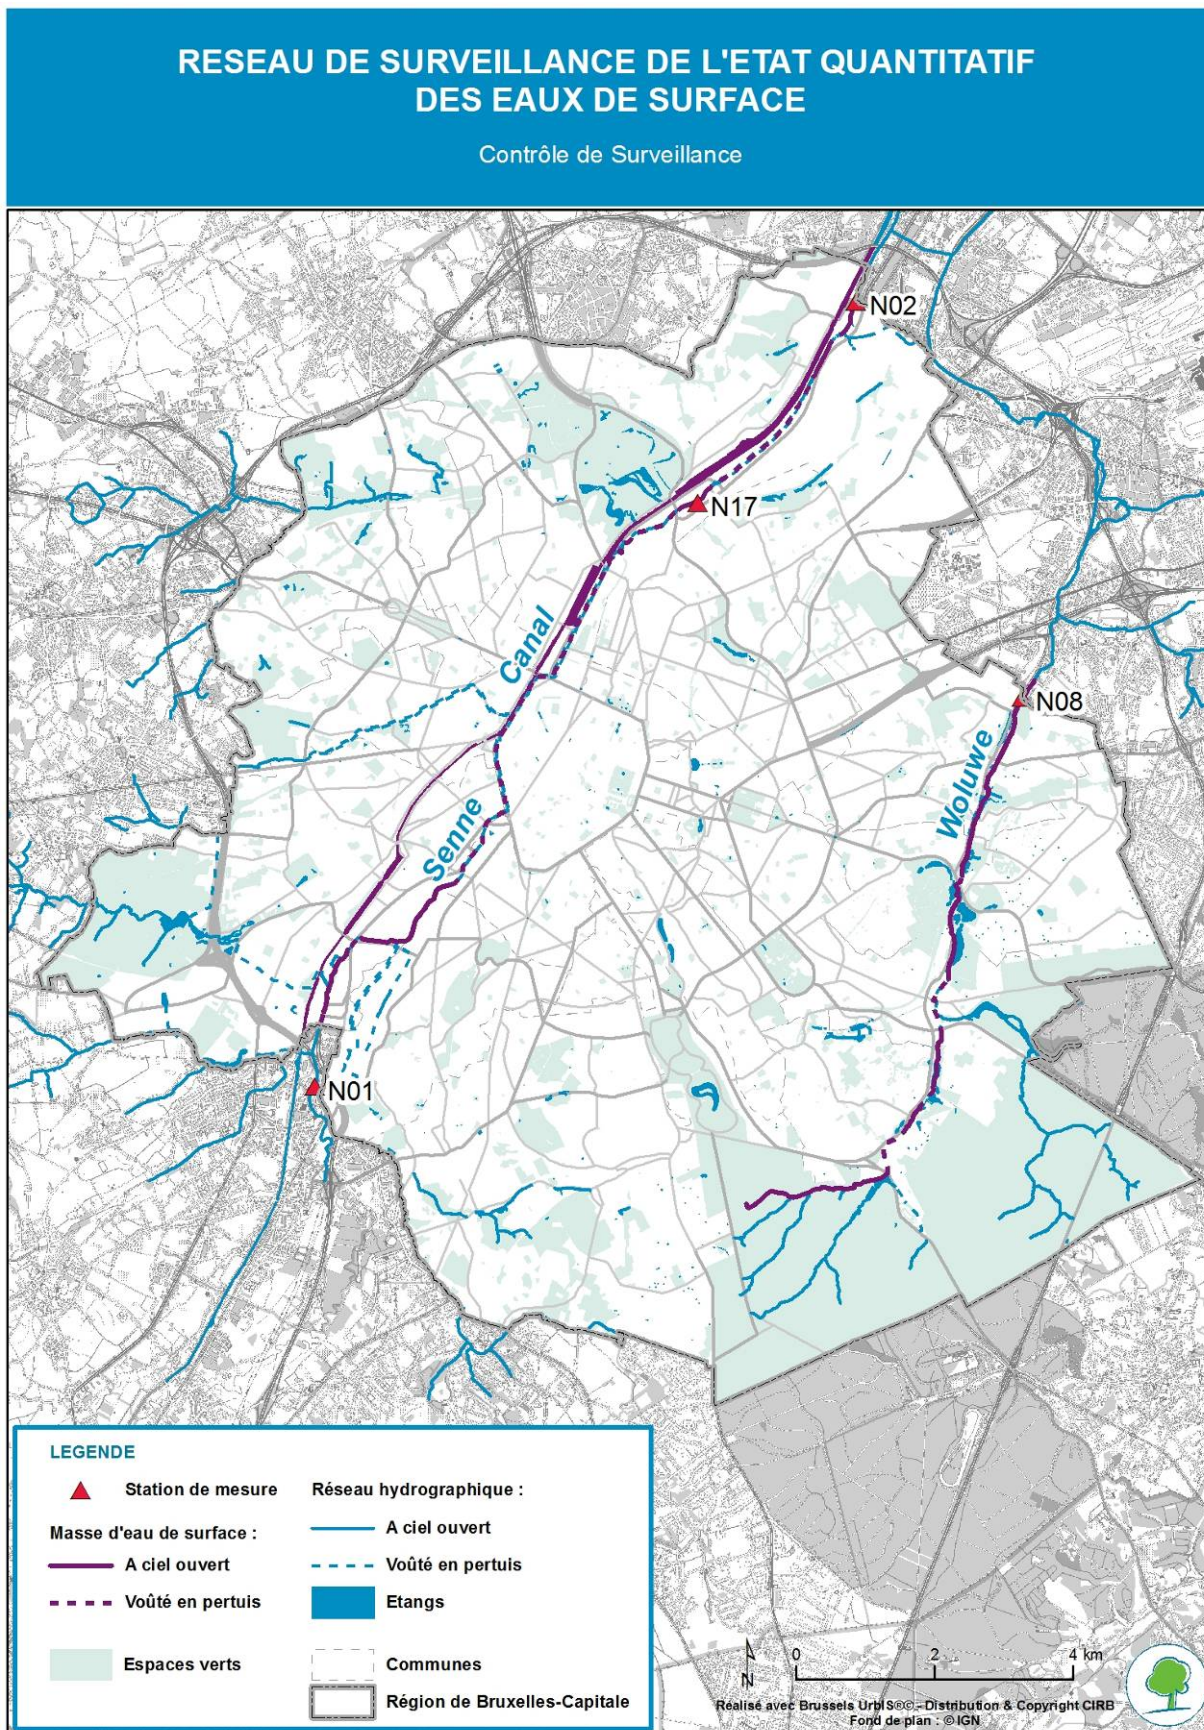 RESEAU DE SURVEILLANCE DE L'ETAT QUANTITATIF
DES EAUX DE SURFACE
Contrôle de Surveillance
N02
N17
Canal
N08
Woluwe
Senne
N01
LEGENDE
Station de mesure
Masse d'eau de surface :
A ciel ouvert
Voûté en pertuis
Espaces verts
Réseau hydrographique :
A ciel ouvert
Voûté en pertuis
Etangs
Communes
Région de Bruxelles-Capitale
N
0 2 4 km
Réalisé avec Brussels UrbIS®© - Distribution & Copyright CIRB
Fond de plan : © IGN